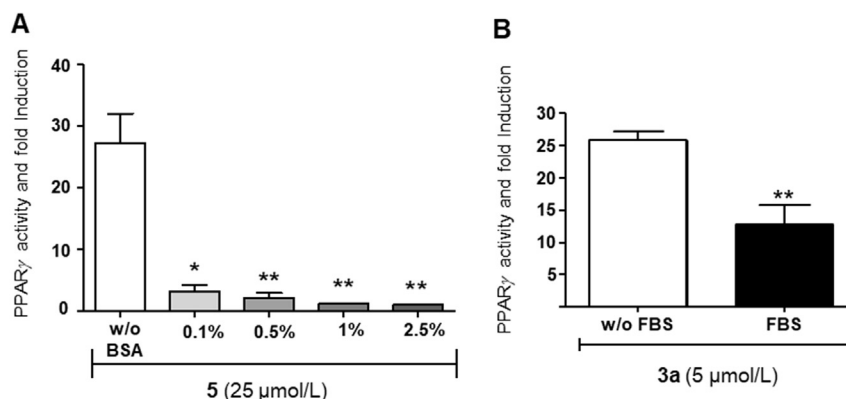 A
PPARγ activity and fold Induction
40
30
20
10
0
*
**
**
**
w/o BSA
0.1%
0.5%
1%
2.5%
5 (25 µmol/L)
B
PPARγ activity and fold Induction
30
25
20
15
10
5
**
w/o FBS
FBS
3a (5 µmol/L)